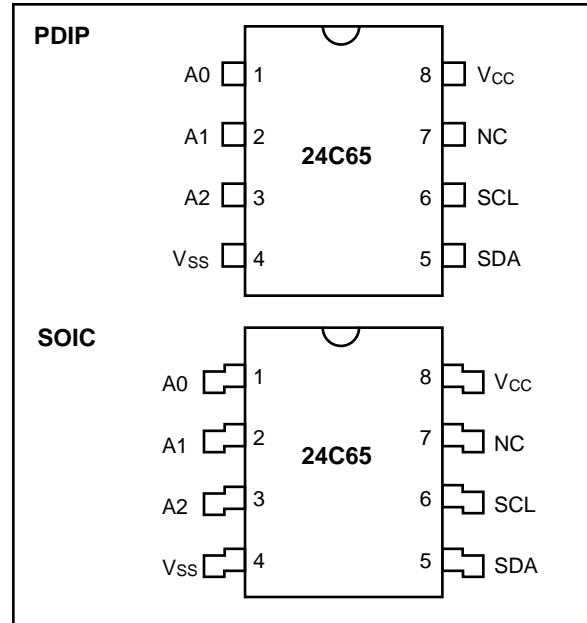 PDIP
A0 1 8 VCC
A1 2 7 NC
24C65
A2 3 6 SCL
VSS 4 5 SDA
SOIC
A0 1 8 VCC
A1 2 7 NC
24C65
A2 3 6 SCL
VSS 4 5 SDA